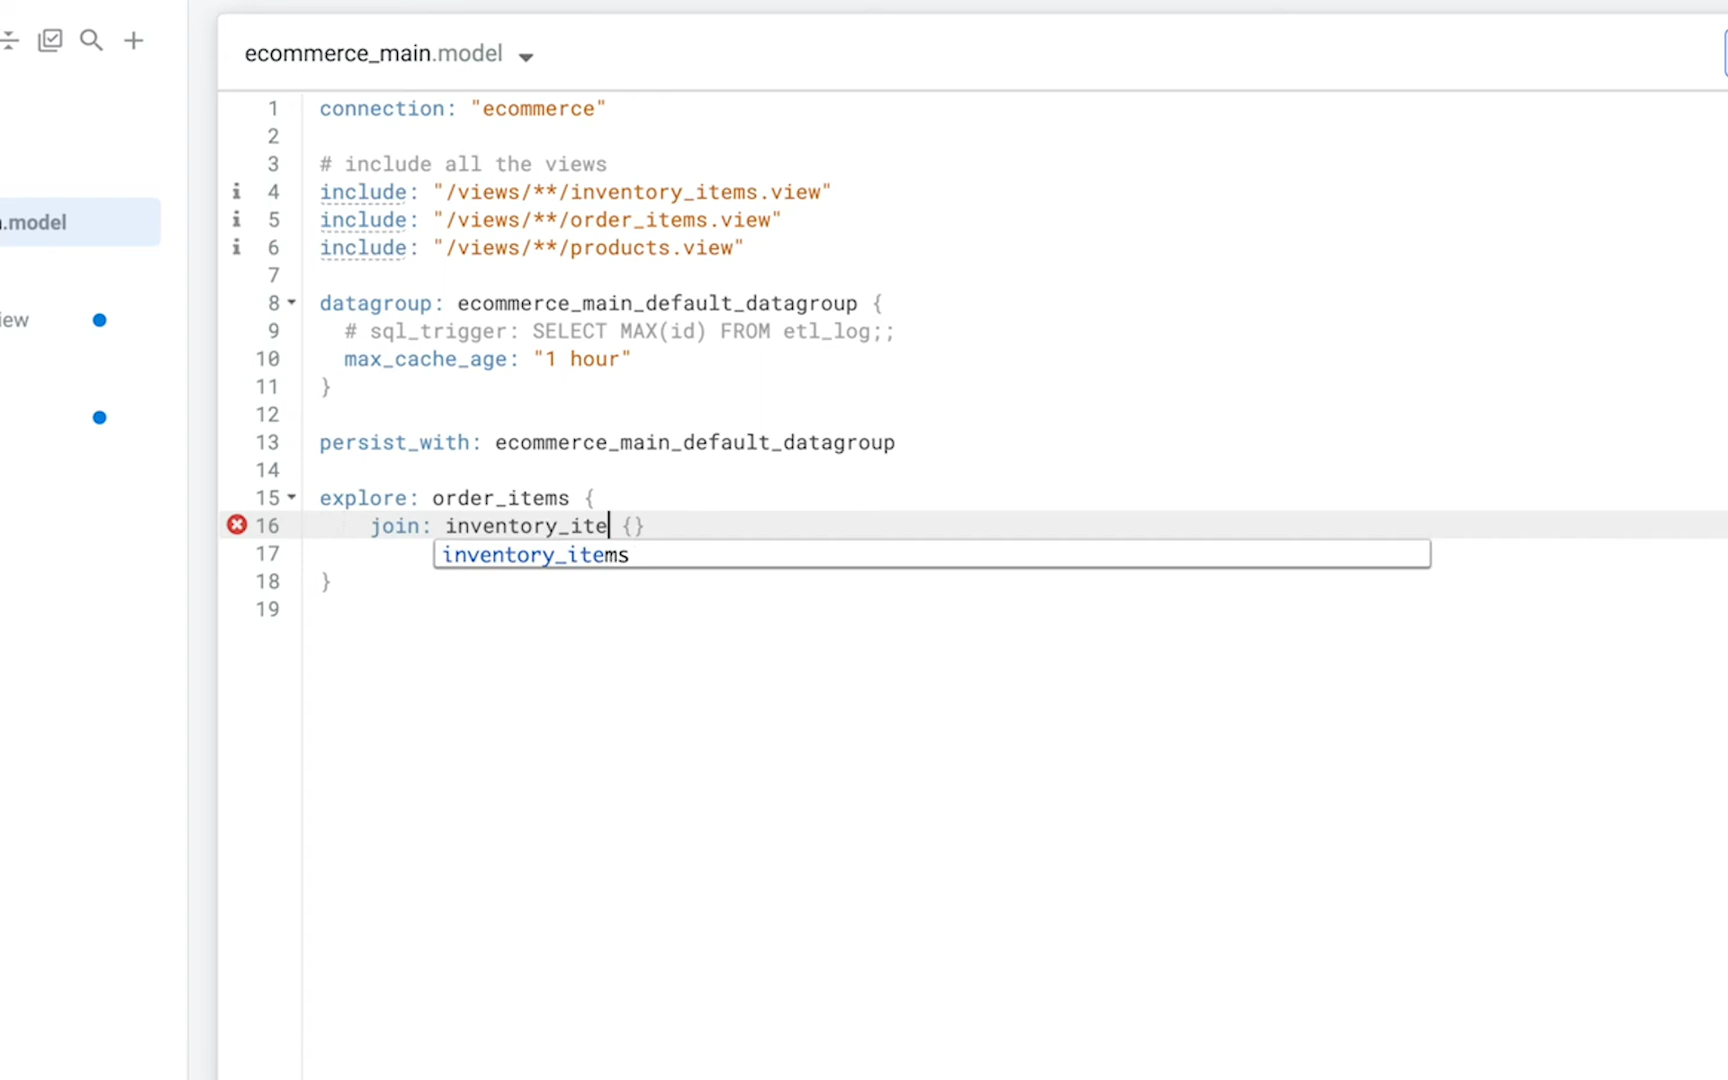 ecommerce_main.model
.model
iew
1 connection: "ecommerce"
2
3 # include all the views
i 4 include: "/views/**/inventory_items.view"
i 5 include: "/views/**/order_items.view"
i 6 include: "/views/**/products.view"
7
8 datagroup: ecommerce_main_default_datagroup {
9 # sql_trigger: SELECT MAX(id) FROM etl_log;;
10 max_cache_age: "1 hour"
11 }
12
13 persist_with: ecommerce_main_default_datagroup
14
15 explore: order_items {
16 join: inventory_ite {}
17 inventory_items
18 }
19